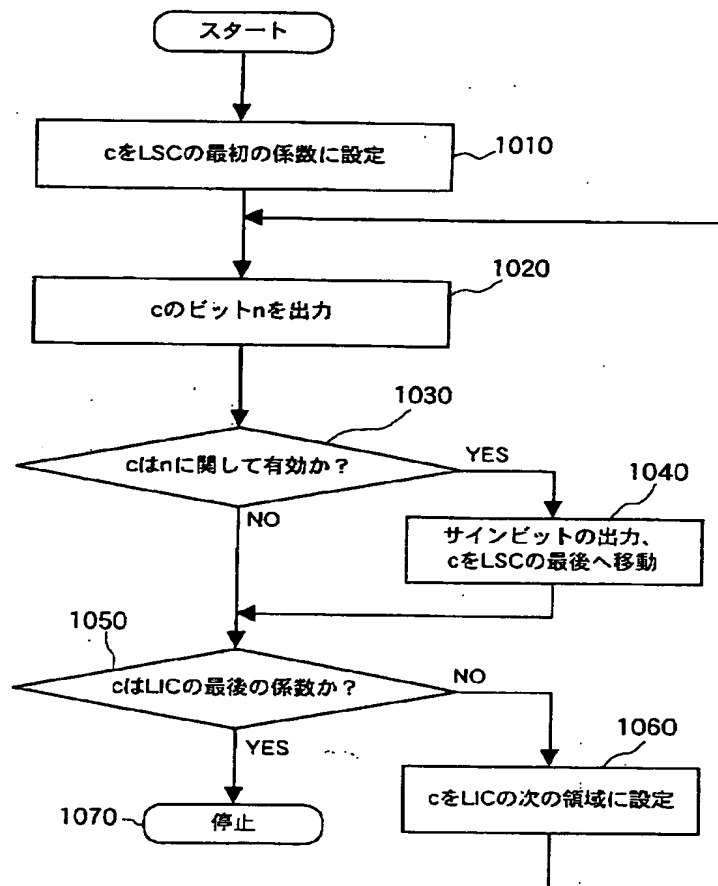 スタート
cをLSCの最初の係数に設定
1010
1020
cのビットnを出力
1030
cはnに関して有効か？
YES
NO
1040
サインビットの出力、
cをLSCの最後へ移動
1050
cはLICの最後の係数か？
NO
YES
1060
cをLICの次の領域に設定
1070
停止